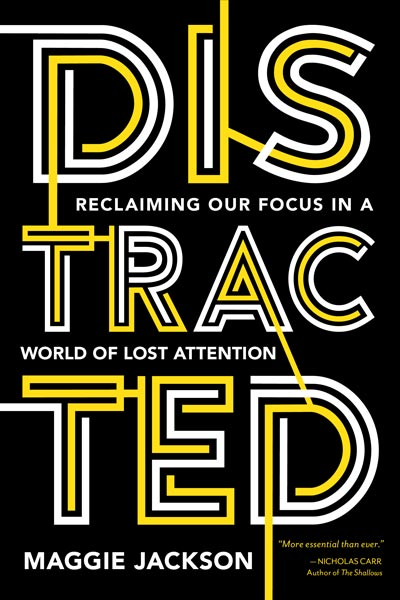 DIS
RECLAIMING OUR FOCUS IN A
TRAC
WORLD OF LOST ATTENTION
TED
"More essential than ever."
—NICHOLAS CARR
Author of The Shallows
MAGGIE JACKSON